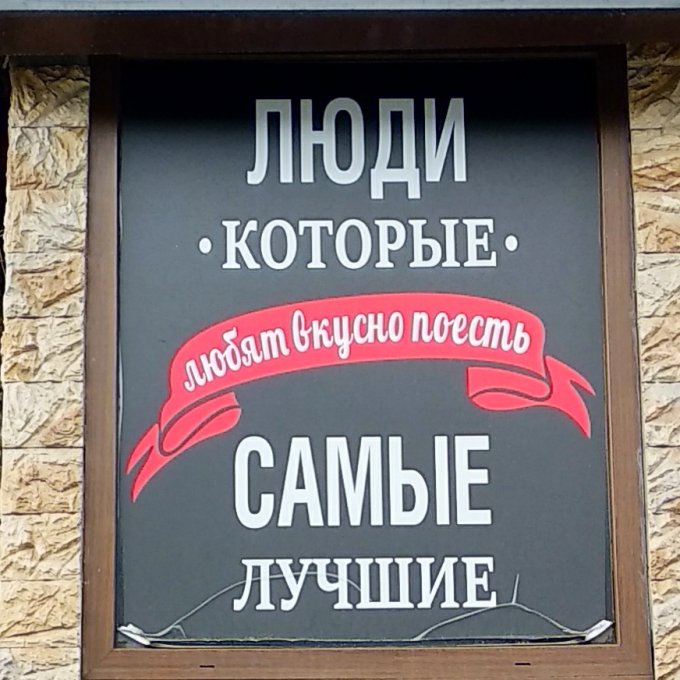 ЛЮДИ
•КОТОРЫЕ•
любят вкусно поесть
САМЫЕ
ЛУЧШИЕ